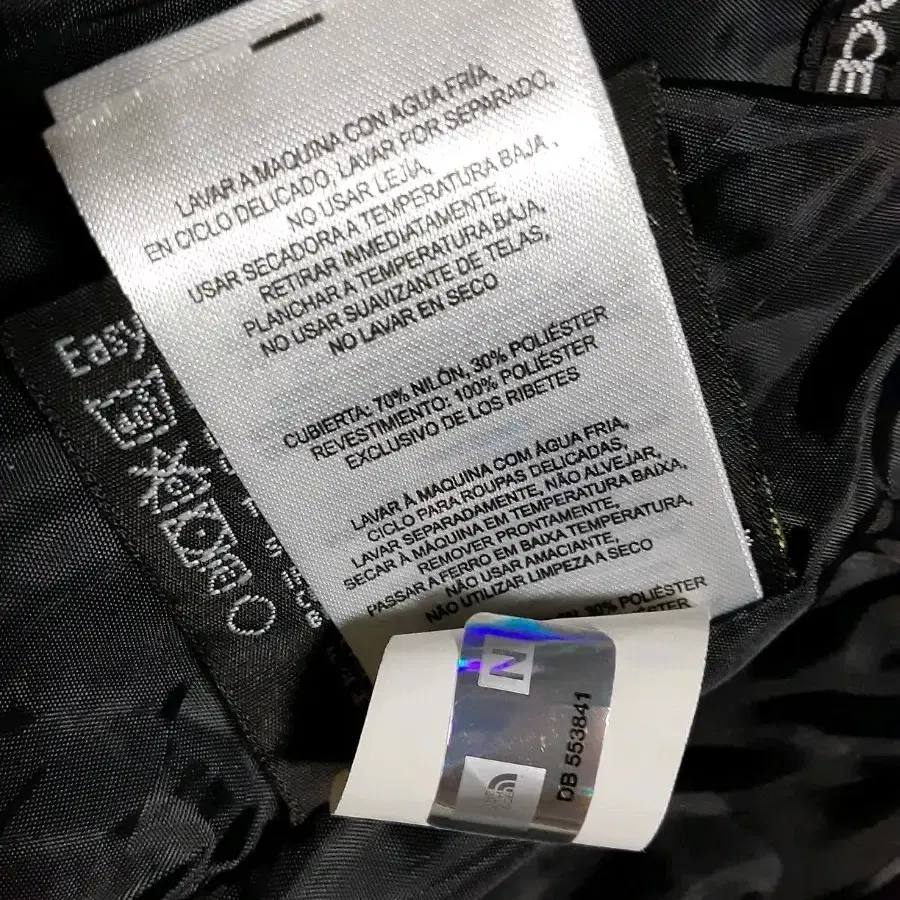 LAVAR A MAQUINA CON AGUA FRÍA,
EN CICLO DELICADO, LAVAR POR SEPARADO,
NO USAR LEJÍA,
USAR SECADORA A TEMPERATURA BAJA ,
RETIRAR INMEDIATAMENTE,
PLANCHAR A TEMPERATURA BAJA,
NO USAR SUAVIZANTE DE TELAS,
NO LAVAR EN SECO
CUBIERTA: 70% NILÓN, 30% POLIÉSTER
REVESTIMENTO: 100% POLIÉSTER
EXCLUSIVO DE LOS RIBETES
LAVAR À MAQUINA COM ÁGUA FRIA,
CICLO PARA ROUPAS DELICADAS,
LAVAR SEPARADAMENTE, NÃO ALVEJAR,
SECAR À MÁQUINA EM TEMPERATURA BAIXA,
REMOVER PRONTAMENTE,
PASSAR A FERRO EM BAIXA TEMPERATURA,
NÃO USAR AMACIANTE,
NÃO UTILIZAR LIMPEZA A SECO
30% POLIÉSTER
Easy
N
DB 553841